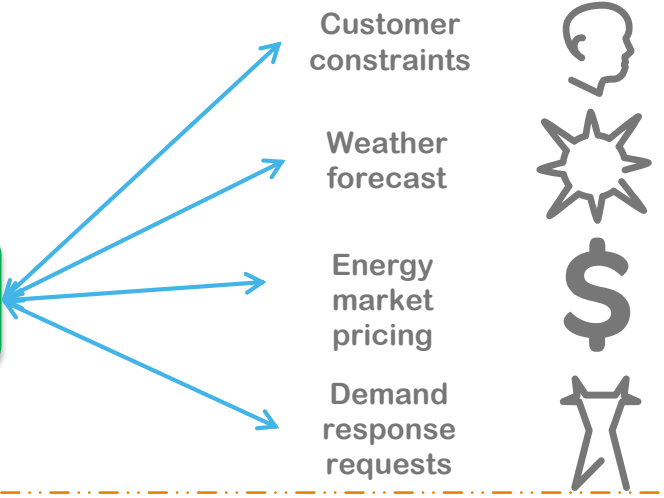 Customer
constraints
Weather
forecast
Energy
market
pricing
$
Demand
response
requests